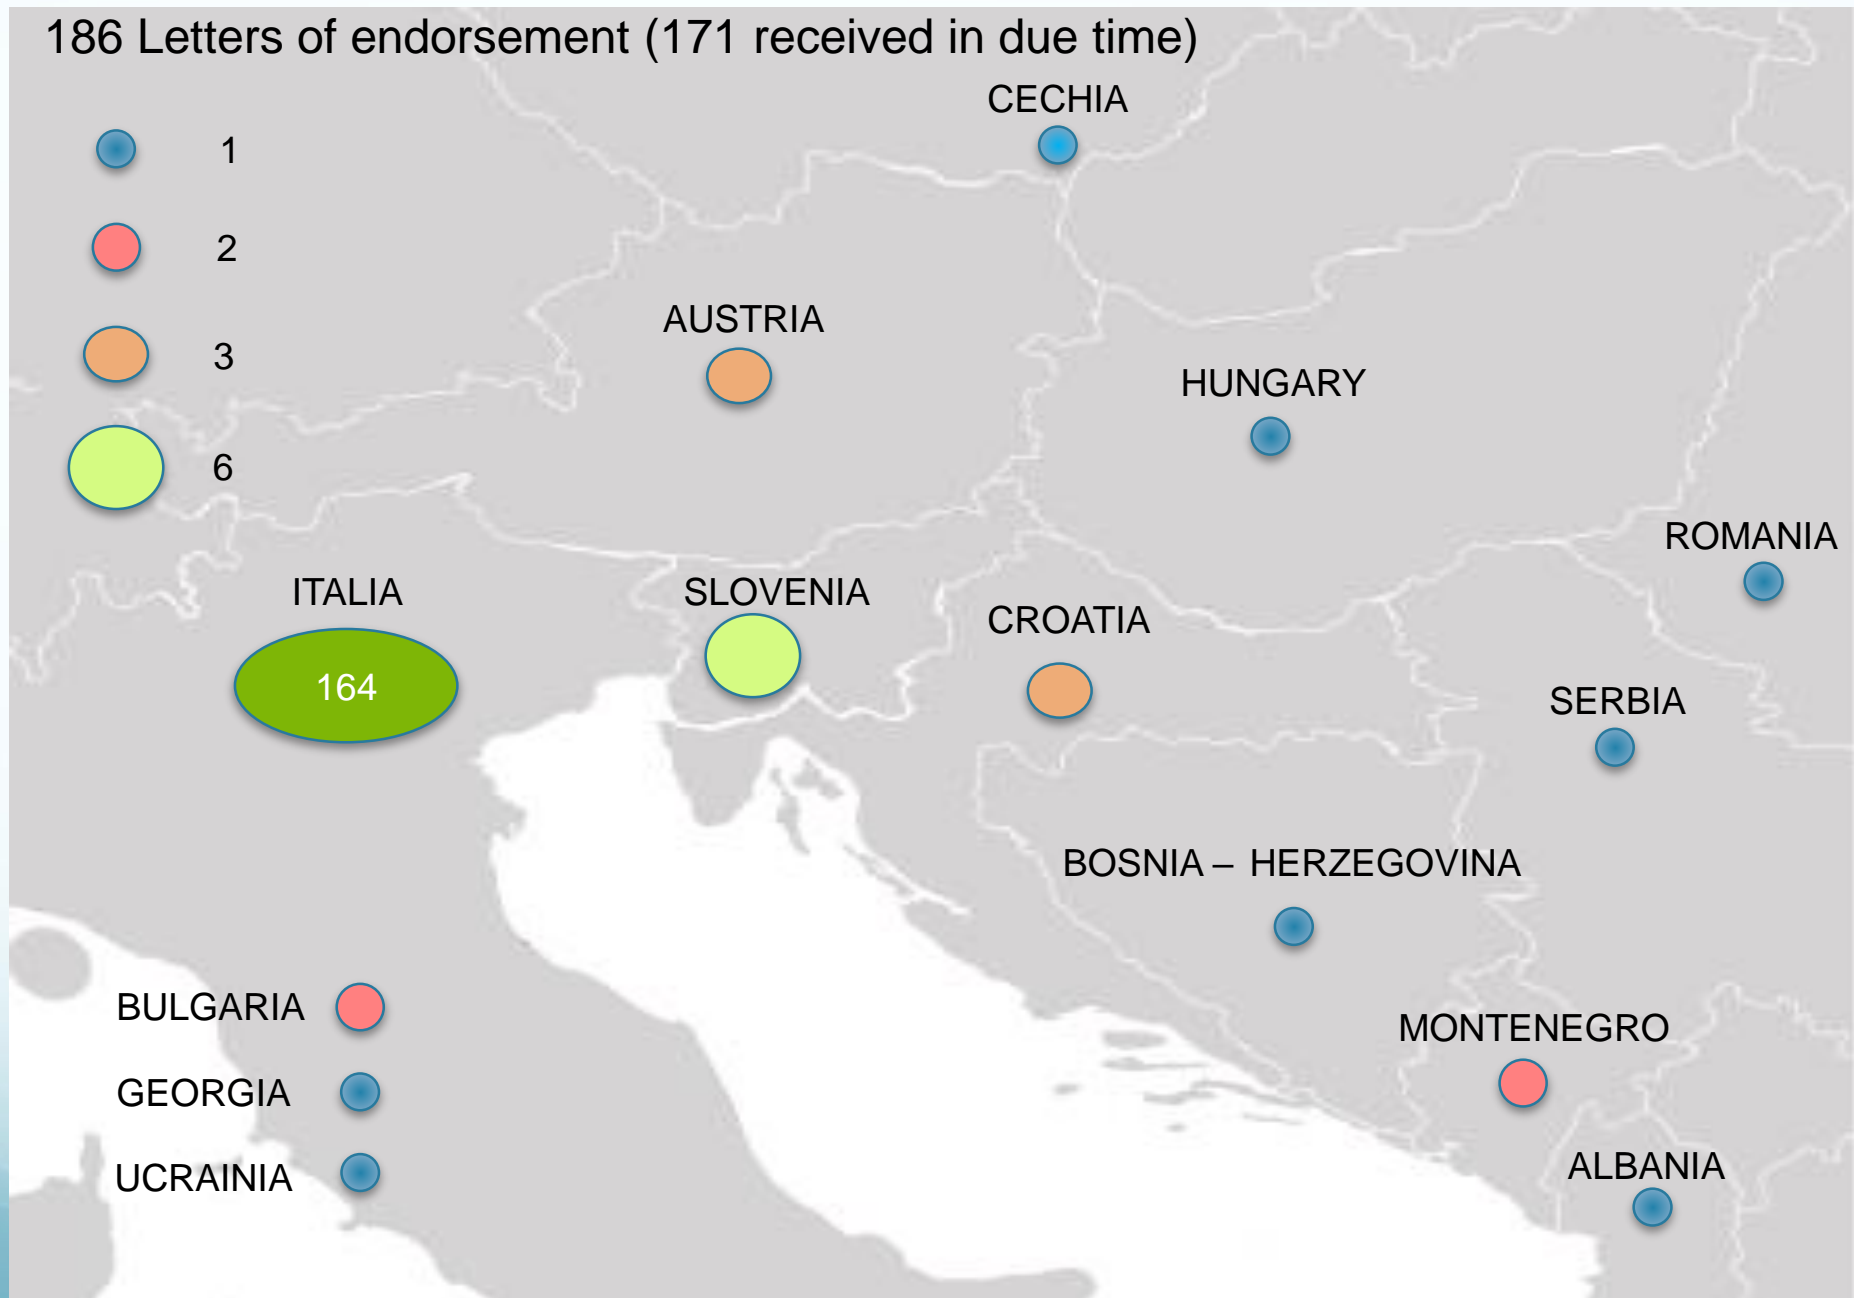 186 Letters of endorsement (171 received in due time)
CECHIA
1
2
AUSTRIA
3
HUNGARY
6
ROMANIA
ITALIA
SLOVENIA
CROATIA
164
SERBIA
BOSNIA – HERZEGOVINA
BULGARIA
MONTENEGRO
GEORGIA
UCRAINIA
ALBANIA